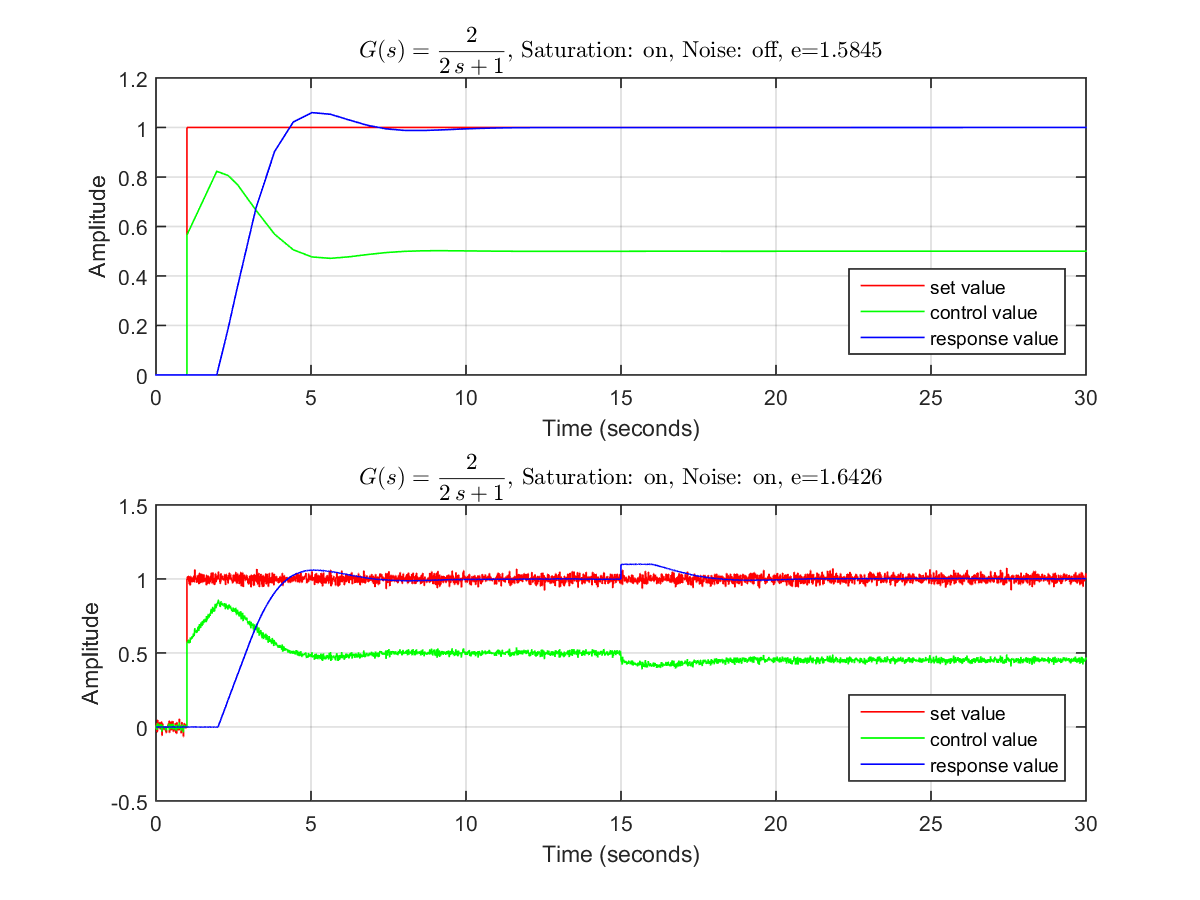 G(s) = 2/(2 s + 1), Saturation: on, Noise: off, e=1.5845
1.2
1
0.8
0.6
0.4
0.2
0
Amplitude
set value
control value
response value
0 5 10 15 20 25 30
Time (seconds)
G(s) = 2/(2 s + 1), Saturation: on, Noise: on, e=1.6426
1.5
1
0.5
0
-0.5
Amplitude
set value
control value
response value
0 5 10 15 20 25 30
Time (seconds)